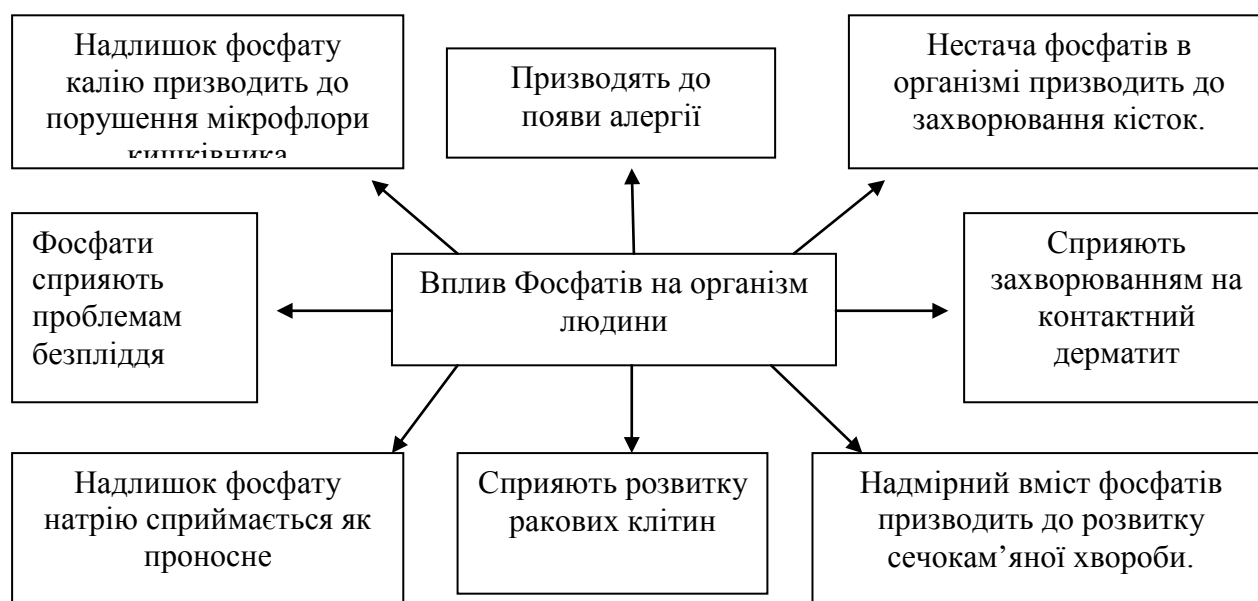 Надлишок фосфату
калію призводить до
порушення мікрофлори
кишківника
Призводять до
появи алергії
Нестача фосфатів в
організмі призводить до
захворювання кісток.
Фосфати
сприяють
проблемам
безпліддя
Вплив Фосфатів на організм
людини
Сприяють
захворюванням на
контактний
дерматит
Надлишок фосфату
натрію сприймається як
проносне
Сприяють розвитку
ракових клітин
Надмірний вміст фосфатів
призводить до розвитку
сечокам’яної хвороби.